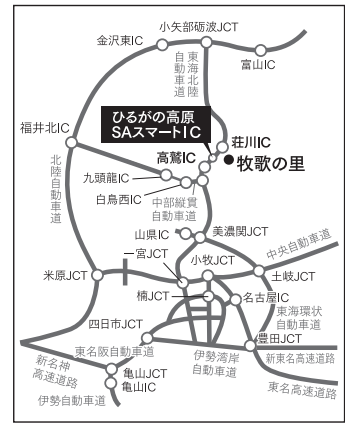 小矢部砺波JCT
金沢東IC
富山IC
東海北陸
自動車道
ひるがの高原
SAスマートIC
荘川IC
牧歌の里
福井北IC
高鷲IC
九頭龍IC
白鳥西IC
中部縦貫
自動車道
北陸自動車道
山県IC
美濃関JCT
中央自動車道
一宮JCT
小牧JCT
米原JCT
土岐JCT
楠JCT
名古屋IC
東海環状
自動車道
四日市JCT
豊田JCT
東名阪自動車道
伊勢湾岸
自動車道
新東名高速道路
新名神
高速道路
東名高速道路
亀山JCT
亀山IC
伊勢自動車道